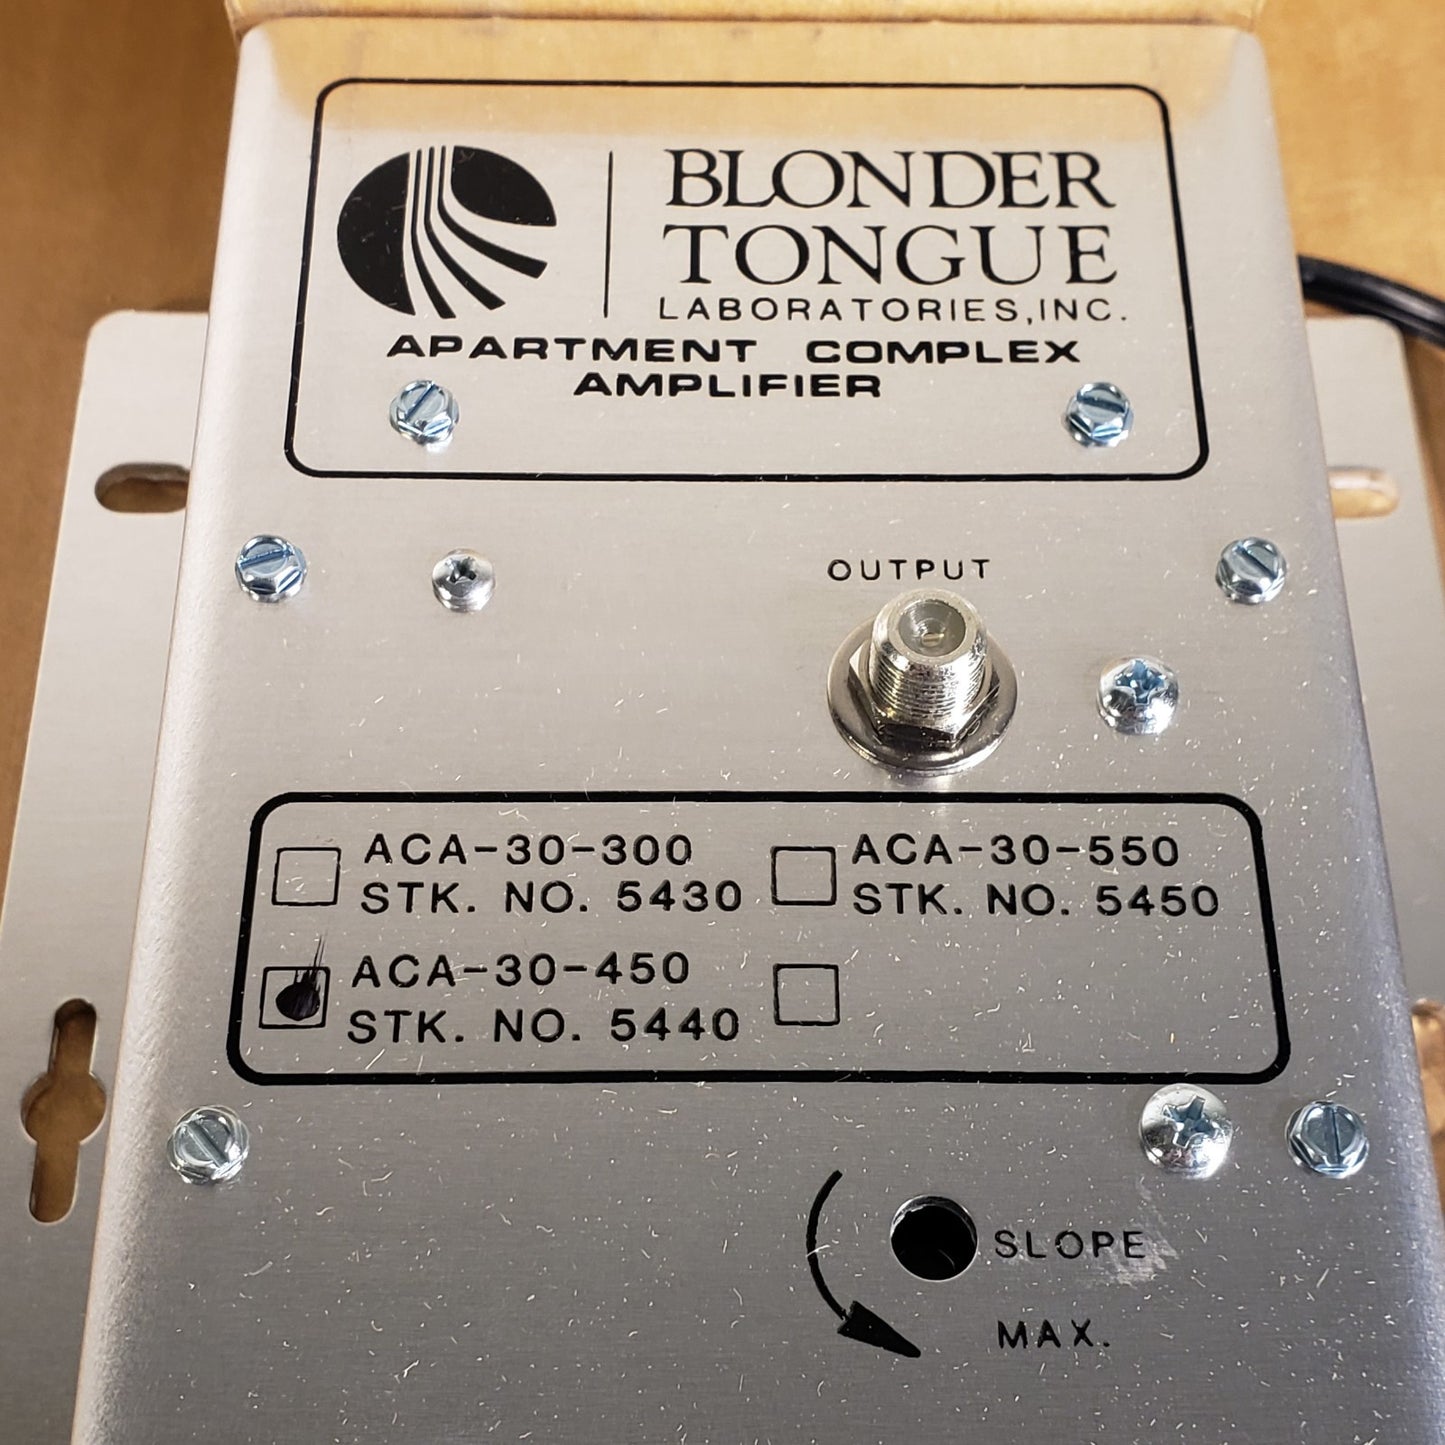 BLONDER
TONGUE
LABORATORIES, INC.
APARTMENT COMPLEX
AMPLIFIER
OUTPUT
ACA-30-300
STK. NO. 5430
ACA-30-550
STK. NO. 5450
ACA-30-450
STK. NO. 5440
SLOPE
MAX.